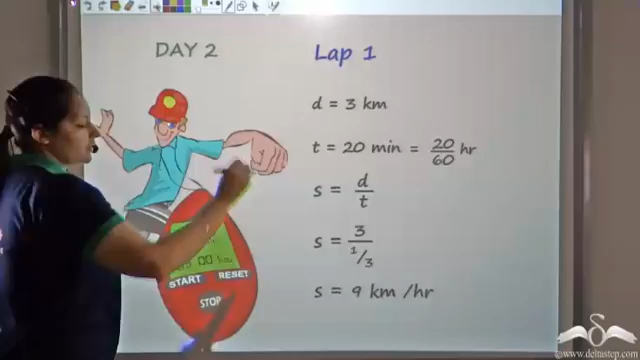 DAY 2
Lap 1
d = 3 km
t = 20 min = 20/60 hr
s = d/t
s = 3/(1/3)
s = 9 km /hr
START RESET
STOP
©www.deltastep.com